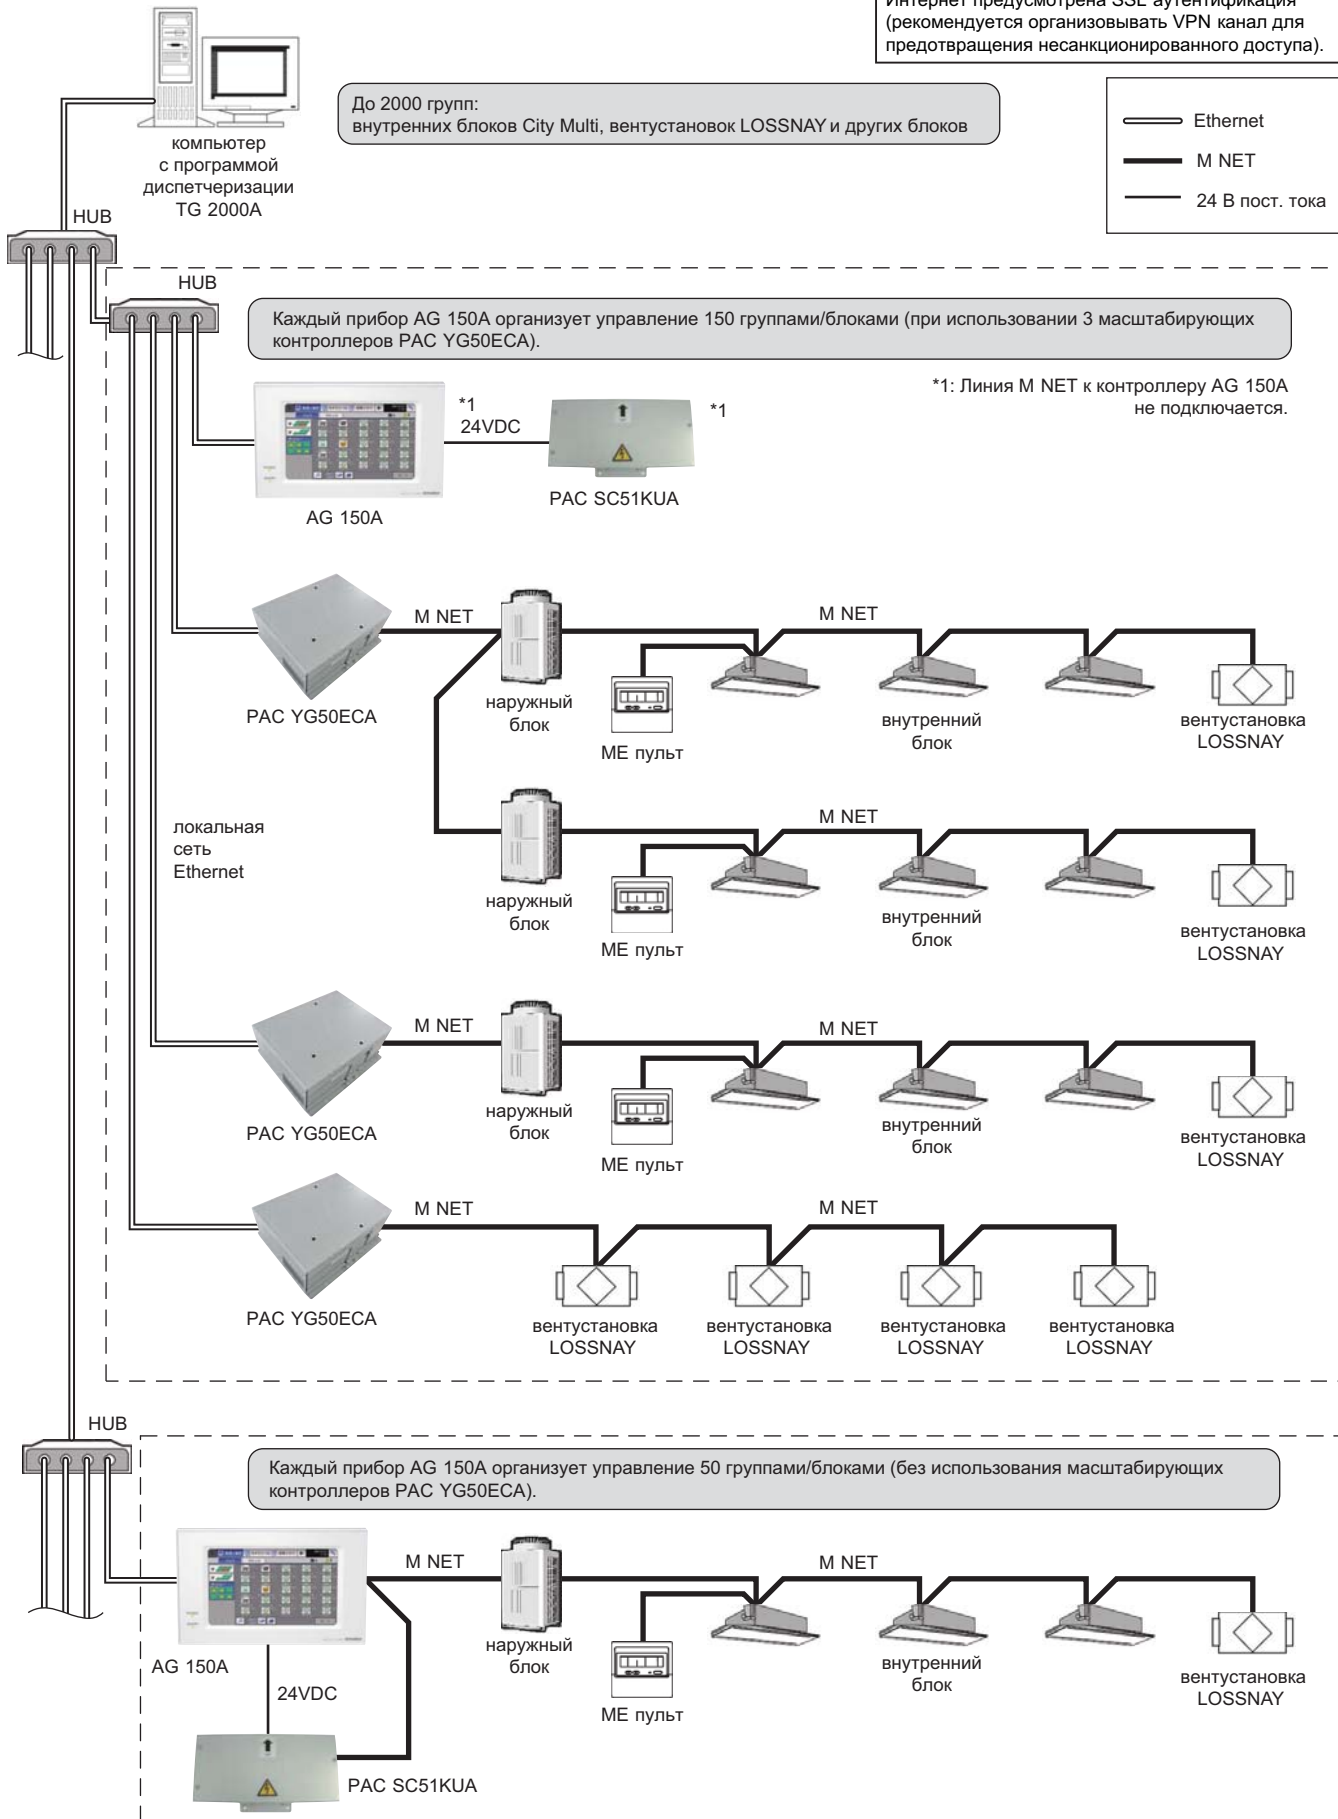 Интернет предусмотрена SSL аутентификация
(рекомендуется организовывать VPN канал для
предотвращения несанкционированного доступа).
До 2000 групп:
внутренних блоков City Multi, вентустановок LOSSNAY и других блоков
Ethernet
M NET
24 В пост. тока
компьютер
с программой
диспетчеризации
TG 2000A
HUB
HUB
Каждый прибор AG 150A организует управление 150 группами/блоками (при использовании 3 масштабирующих
контроллеров PAC YG50ECA).
*1: Линия M NET к контроллеру AG 150A
не подключается.
*1
24VDC
*1
AG 150A
PAC SC51KUA
M NET
M NET
PAC YG50ECA
наружный
блок
ME пульт
внутренний
блок
вентустановка
LOSSNAY
M NET
локальная
сеть
Ethernet
наружный
блок
ME пульт
внутренний
блок
вентустановка
LOSSNAY
M NET
M NET
PAC YG50ECA
наружный
блок
ME пульт
внутренний
блок
вентустановка
LOSSNAY
M NET
M NET
PAC YG50ECA
вентустановка
LOSSNAY
вентустановка
LOSSNAY
вентустановка
LOSSNAY
вентустановка
LOSSNAY
HUB
Каждый прибор AG 150A организует управление 50 группами/блоками (без использования масштабирующих
контроллеров PAC YG50ECA).
M NET
M NET
AG 150A
24VDC
наружный
блок
ME пульт
внутренний
блок
вентустановка
LOSSNAY
PAC SC51KUA